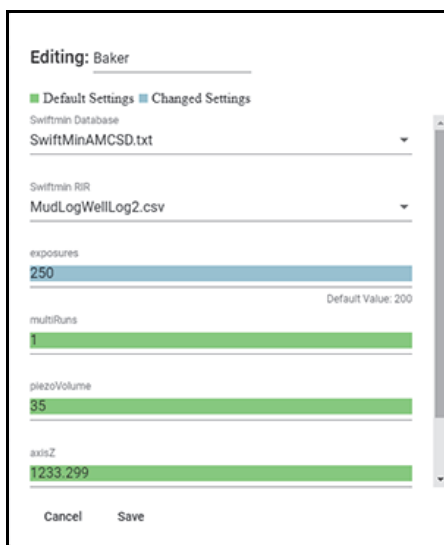 Editing: Baker
Default Settings Changed Settings
Swiftmin Database
SwiftMinAMCSD.txt
Swiftmin RIR
MudLogWellLog2.csv
exposures
250
Default Value: 200
multiRuns
1
piezoVolume
35
axisZ
1233.299
Cancel Save